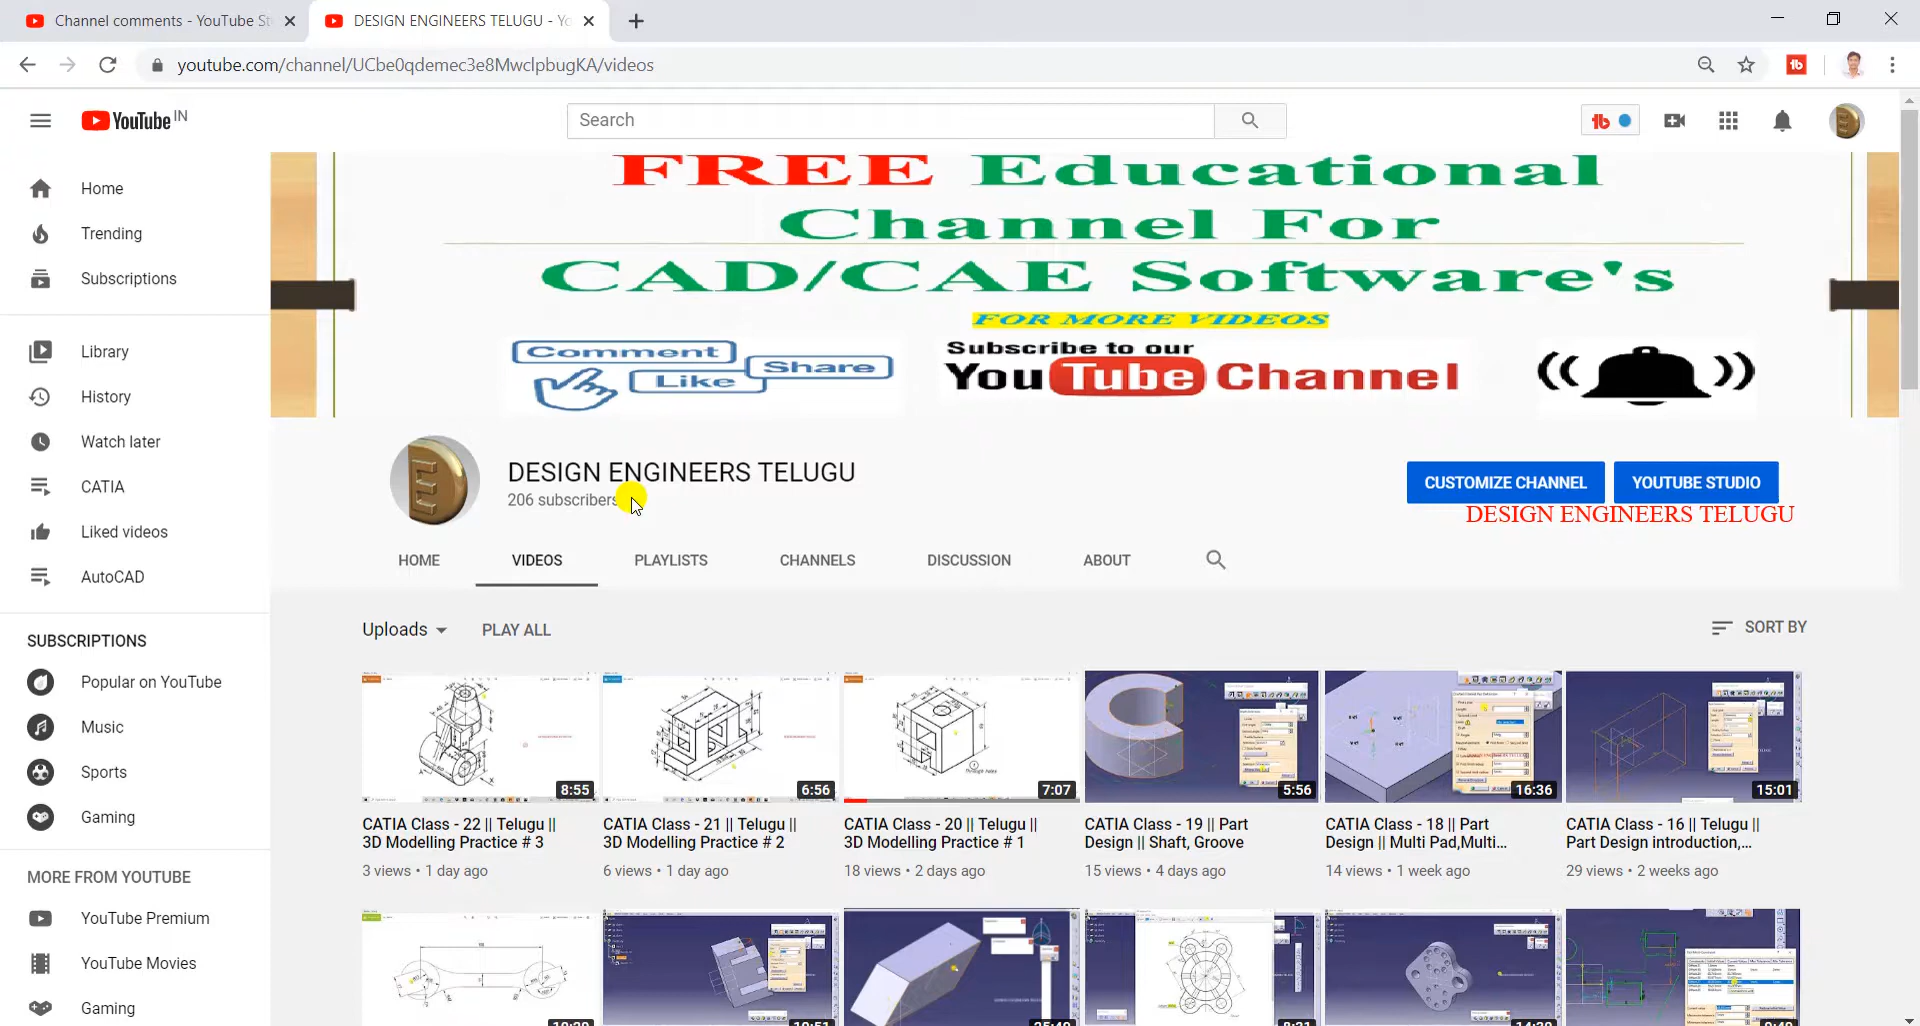 Channel comments - YouTube St
DESIGN ENGINEERS TELUGU - Yo
youtube.com/channel/UCbe0qdemec3e8MwclpbugKA/videos
YouTube IN
Search
Home
Trending
Subscriptions
Library
History
Watch later
CATIA
Liked videos
AutoCAD
SUBSCRIPTIONS
Popular on YouTube
Music
Sports
Gaming
MORE FROM YOUTUBE
YouTube Premium
YouTube Movies
Gaming
FREE Educational
Channel For
CAD/CAE Software's
FOR MORE VIDEOS
Comment
Share
Like
Subscribe to our
YouTube Channel
DESIGN ENGINEERS TELUGU
206 subscribers
CUSTOMIZE CHANNEL
YOUTUBE STUDIO
DESIGN ENGINEERS TELUGU
HOME VIDEOS PLAYLISTS CHANNELS DISCUSSION ABOUT
Uploads PLAY ALL
SORT BY
8:55
6:56
7:07
5:56
16:36
15:01
CATIA Class - 22 || Telugu ||
3D Modelling Practice # 3
3 views • 1 day ago
CATIA Class - 21 || Telugu ||
3D Modelling Practice # 2
6 views • 1 day ago
CATIA Class - 20 || Telugu ||
3D Modelling Practice # 1
18 views • 2 days ago
CATIA Class - 19 || Part
Design || Shaft, Groove
15 views • 4 days ago
CATIA Class - 18 || Part
Design || Multi Pad,Multi...
14 views • 1 week ago
CATIA Class - 16 || Telugu ||
Part Design introduction,...
29 views • 2 weeks ago